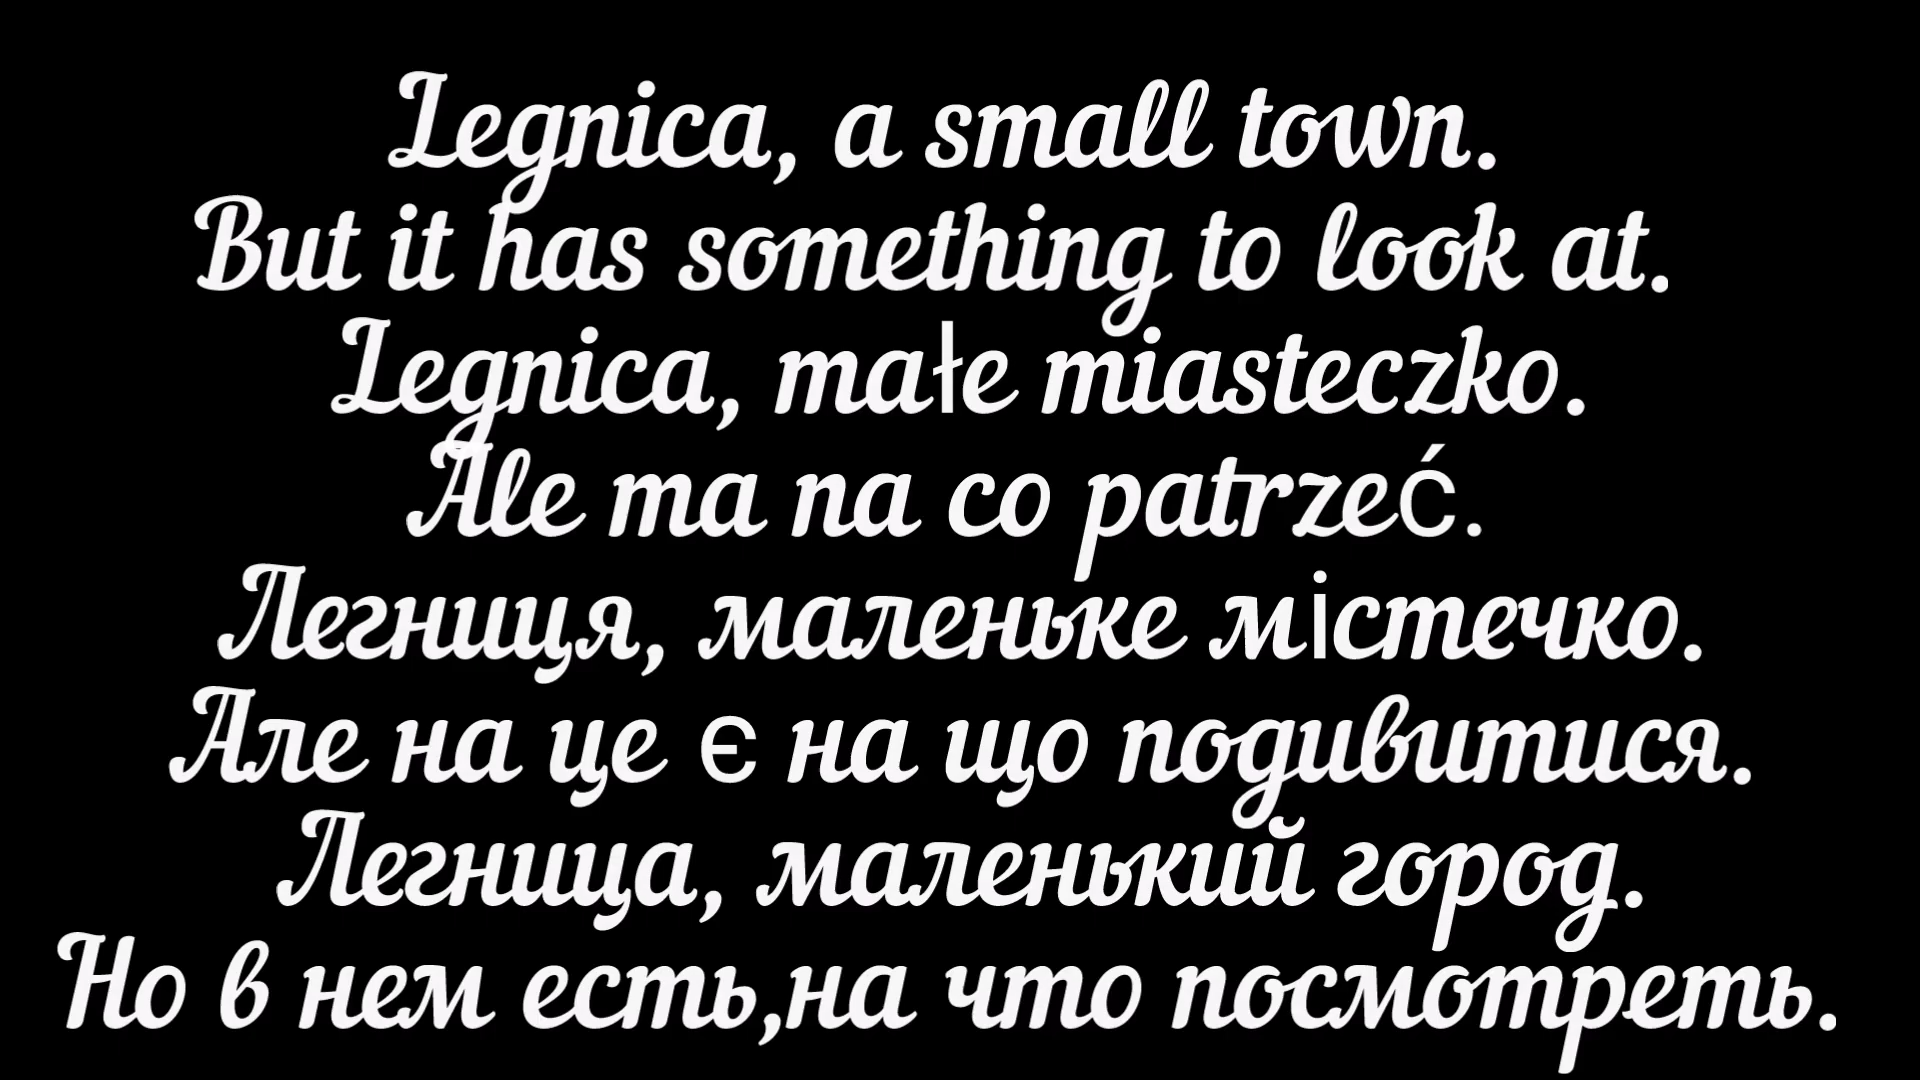 Legnica, a small town.
But it has something to look at.
Legnica, małe miasteczko.
Ale ma na co patrzeć.
Легниця, маленьке містечко.
Але на це є на що подивитися.
Легница, маленький город.
Но в нем есть,на что посмотреть.